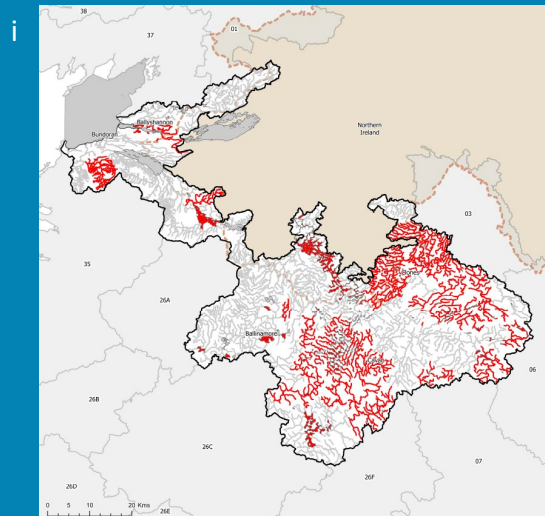 i
38
37
01
Ballyshannon
Bundoran
Northern
Ireland
03
35
26A
Clones
Ballinamore
06
26B
26C
07
26F
26D
26E
0 5 10 20 Kms